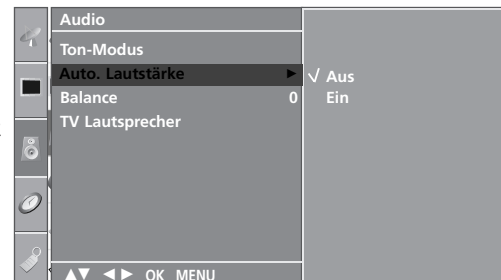 Audio
Ton-Modus
Auto. Lautstärke ►
Balance 0
TV Lautsprecher
√ Aus
Ein
▲▼ ◄► OK MENU